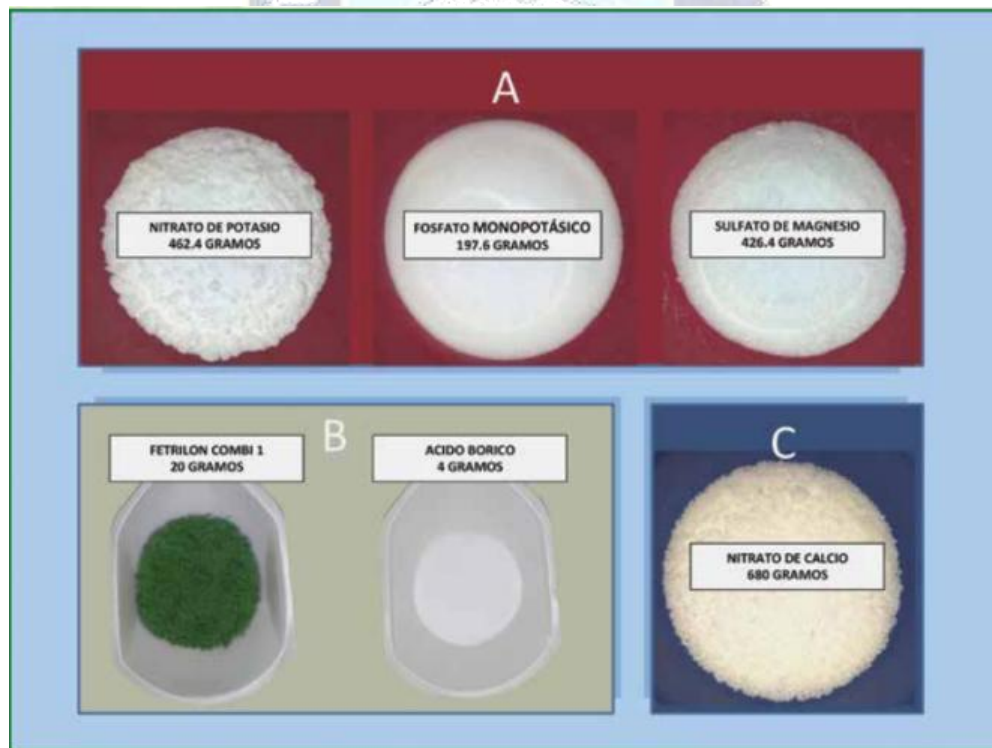 A
NITRATO DE POTASIO
462.4 GRAMOS
FOSFATO MONOPOTÁSICO
197.6 GRAMOS
SULFATO DE MAGNESIO
426.4 GRAMOS
B
FETRILON COMBI 1
20 GRAMOS
ACIDO BORICO
4 GRAMOS
C
NITRATO DE CALCIO
680 GRAMOS